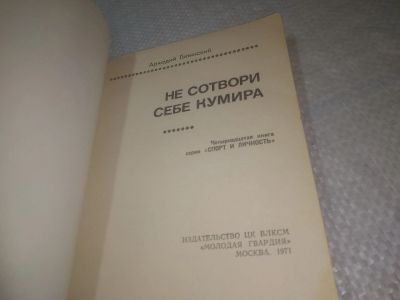 Аркадий Галинский
НЕ СОТВОРИ
СЕБЕ КУМИРА
Четырнадцатая книга
серии «СПОРТ И ЛИЧНОСТЬ»
ИЗДАТЕЛЬСТВО ЦК ВЛКСМ
«МОЛОДАЯ ГВАРДИЯ»
МОСКВА, 1971